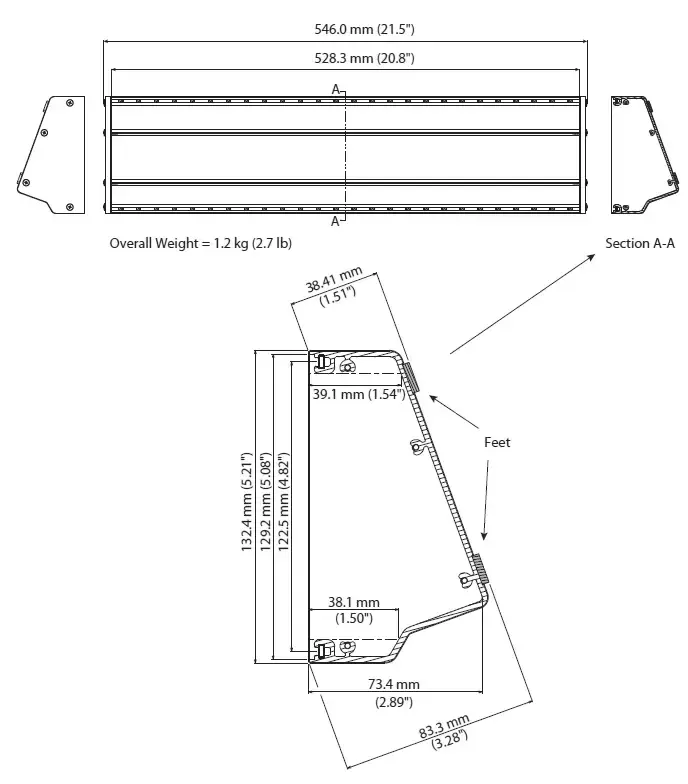 546.0 mm (21.5")
528.3 mm (20.8")
A
A
Overall Weight = 1.2 kg (2.7 lb)
Section A-A
38.41 mm
(1.51")
39.1 mm (1.54")
Feet
132.4 mm (5.21")
129.2 mm (5.08")
122.5 mm (4.82")
38.1 mm
(1.50")
73.4 mm
(2.89")
83.3 mm
(3.28")